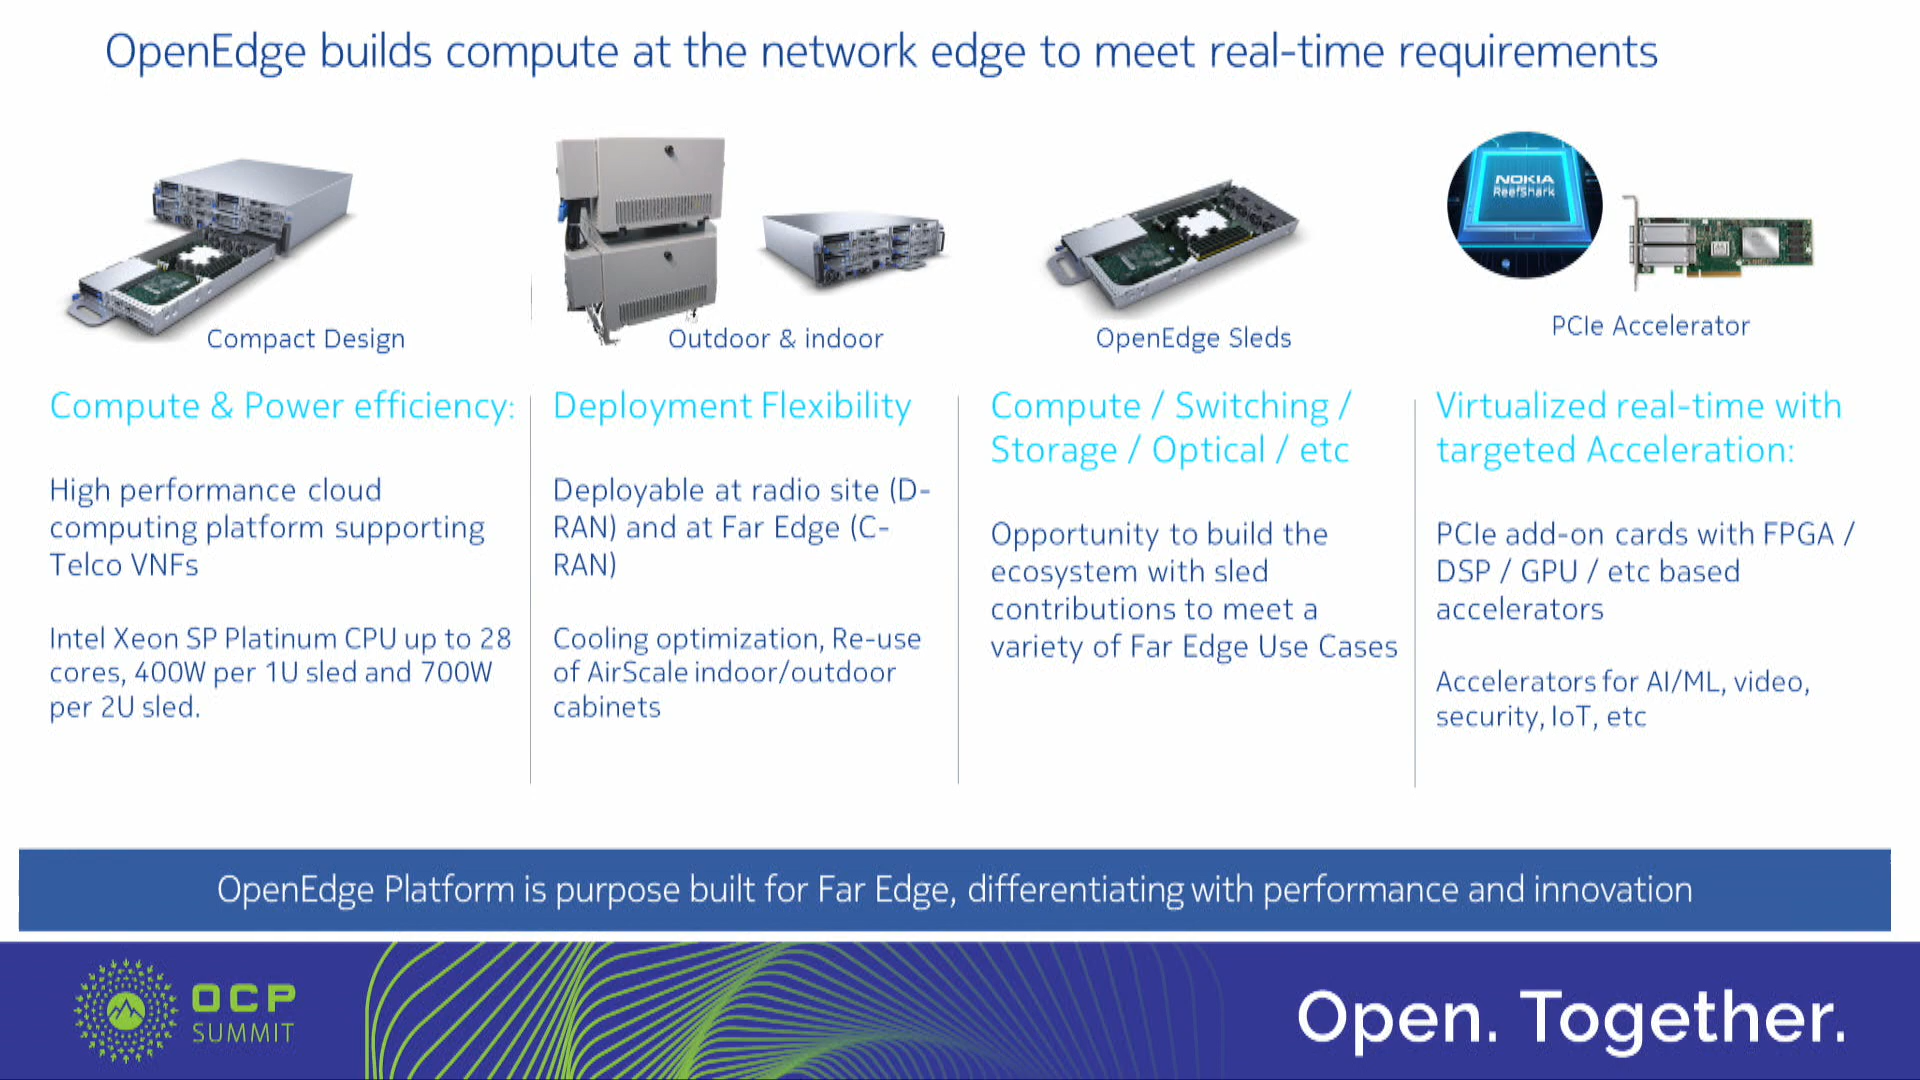 OpenEdge builds compute at the network edge to meet real-time requirements
NOKIA
ReefShark
Compact Design
Outdoor & indoor
OpenEdge Sleds
PCIe Accelerator
Compute & Power efficiency:
High performance cloud
computing platform supporting
Telco VNFs
Intel Xeon SP Platinum CPU up to 28
cores, 400W per 1U sled and 700W
per 2U sled.
Deployment Flexibility
Deployable at radio site (D-
RAN) and at Far Edge (C-
RAN)
Cooling optimization, Re-use
of AirScale indoor/outdoor
cabinets
Compute / Switching /
Storage / Optical / etc
Opportunity to build the
ecosystem with sled
contributions to meet a
variety of Far Edge Use Cases
Virtualized real-time with
targeted Acceleration:
PCIe add-on cards with FPGA /
DSP / GPU / etc based
accelerators
Accelerators for AI/ML, video,
security, IoT, etc
OpenEdge Platform is purpose built for Far Edge, differentiating with performance and innovation
OCP
SUMMIT
Open. Together.